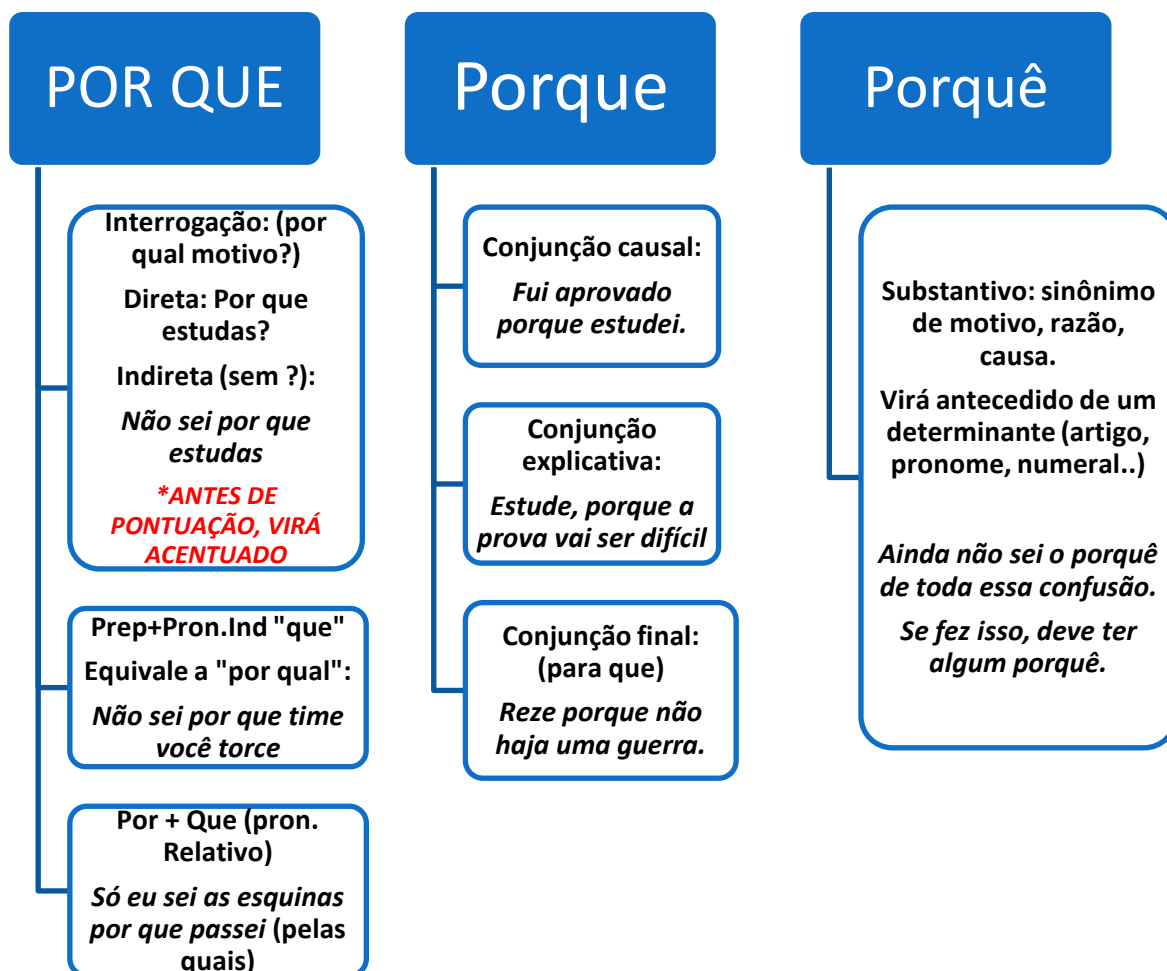 POR QUE
Interrogação: (por
qual motivo?)
Direta: Por que
estudas?
Indireta (sem ?):
Não sei por que
estudas
*ANTES DE
PONTUAÇÃO, VIRÁ
ACENTUADO
Prep+Pron.Ind "que"
Equivale a "por qual":
Não sei por que time
você torce
Por + Que (pron.
Relativo)
Só eu sei as esquinas
por que passei (pelas
quais)
Porque
Conjunção causal:
Fui aprovado
porque estudei.
Conjunção
explicativa:
Estude, porque a
prova vai ser difícil
Conjunção final:
(para que)
Reze porque não
haja uma guerra.
Porquê
Substantivo: sinônimo
de motivo, razão,
causa.
Virá antecedido de um
determinante (artigo,
pronome, numeral..)
Ainda não sei o porquê
de toda essa confusão.
Se fez isso, deve ter
algum porquê.